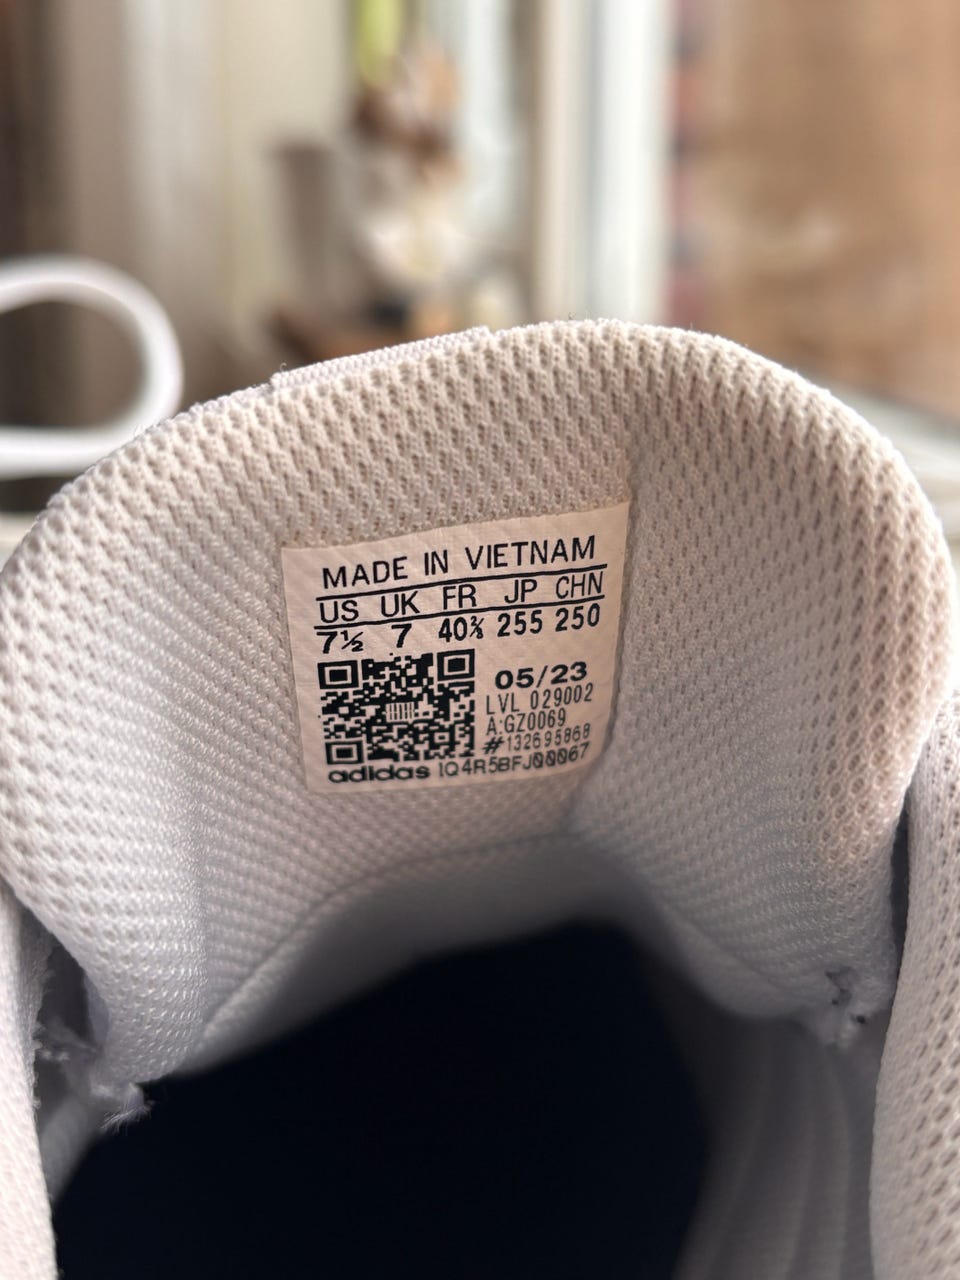 MADE IN VIETNAM
US UK FR JP CHN
7½ 7 40⅔ 255 250
05/23
LVL 029002
A:GZ0069
#132695868
adidas 1Q4R5BFJ00067